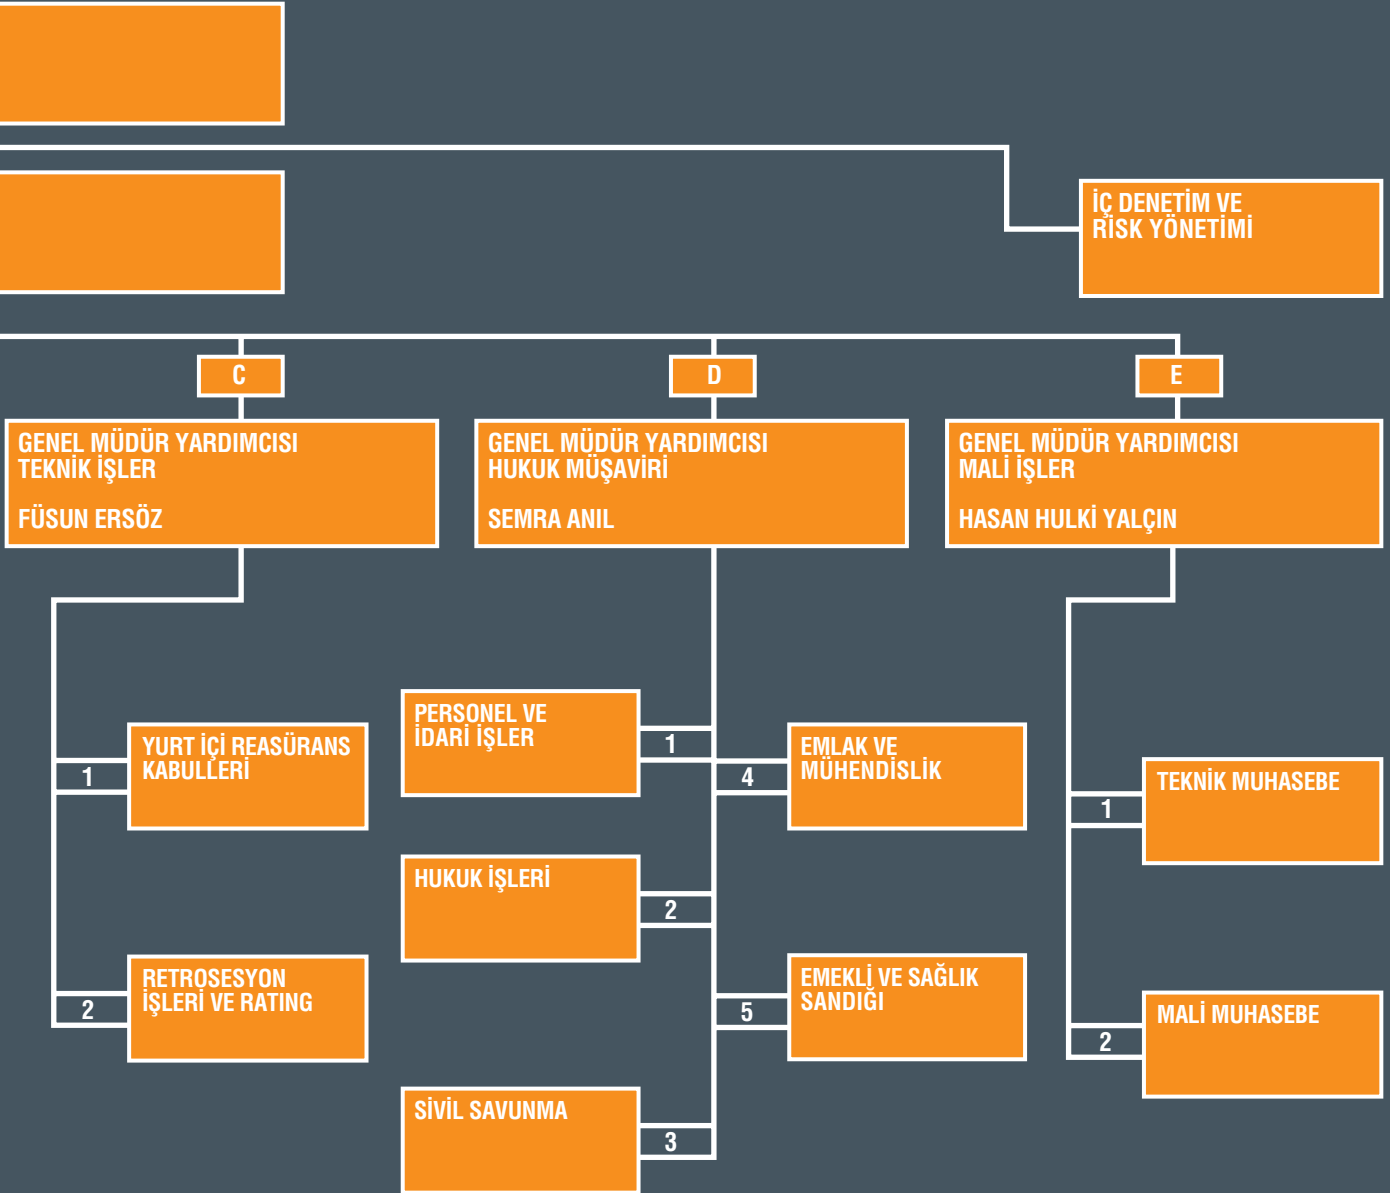 İÇ DENETİM VE
RİSK YÖNETİMİ
C
GENEL MÜDÜR YARDIMCISI
TEKNİK İŞLER
FÜSUN ERSÖZ
1
YURT İÇİ REASÜRANS
KABULLERİ
2
RETROSESYON
İŞLERİ VE RATING
D
GENEL MÜDÜR YARDIMCISI
HUKUK MÜŞAVİRİ
SEMRA ANIL
PERSONEL VE
İDARİ İŞLER
1
HUKUK İŞLERİ
2
SİVİL SAVUNMA
3
4
EMLAK VE
MÜHENDİSLİK
5
EMEKLİ VE SAĞLIK
SANDIĞI
E
GENEL MÜDÜR YARDIMCISI
MALİ İŞLER
HASAN HULKİ YALÇIN
1
TEKNİK MUHASEBE
2
MALİ MUHASEBE